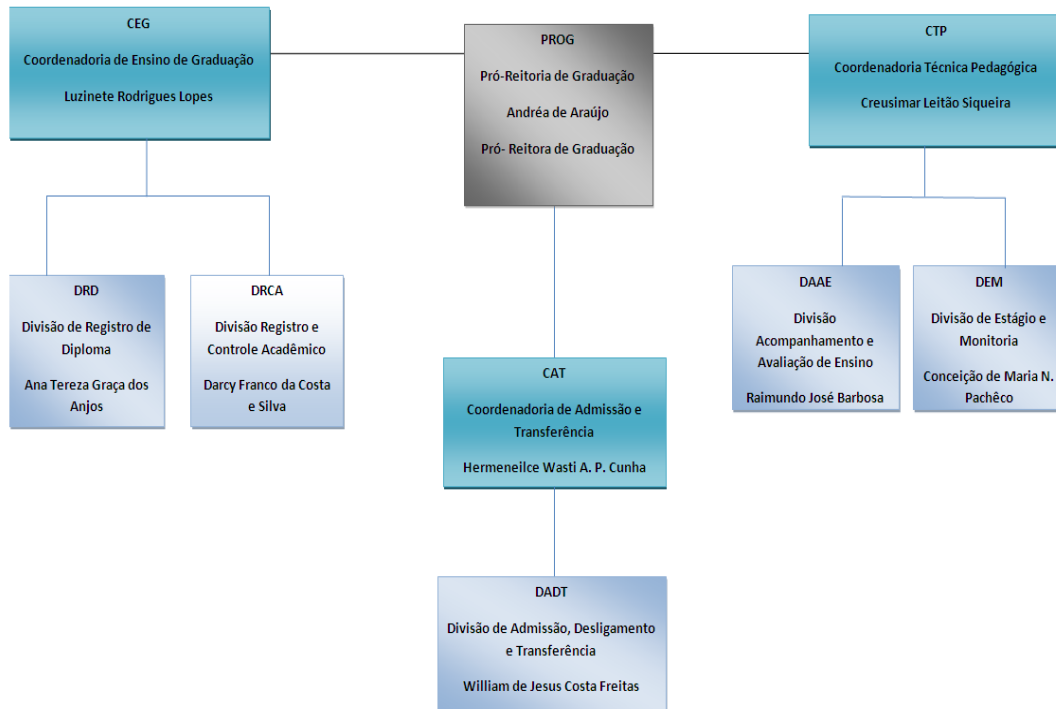 CEG
Coordenadoria de Ensino de Graduação
Luzinete Rodrigues Lopes
PROG
Pró-Reitoria de Graduação
Andréa de Araújo
Pró- Reitora de Graduação
CTP
Coordenadoria Técnica Pedagógica
Creusimar Leitão Siqueira
DRD
Divisão de Registro de
Diploma
Ana Tereza Graça dos
Anjos
DRCA
Divisão Registro e
Controle Acadêmico
Darcy Franco da Costa
e Silva
DAAE
Divisão
Acompanhamento e
Avaliação de Ensino
Raimundo José Barbosa
DEM
Divisão de Estágio e
Monitoria
Conceição de Maria N.
Pachêco
CAT
Coordenadoria de Admissão e
Transferência
Hermeneilce Wasti A. P. Cunha
DADT
Divisão de Admissão, Desligamento
e Transferência
William de Jesus Costa Freitas